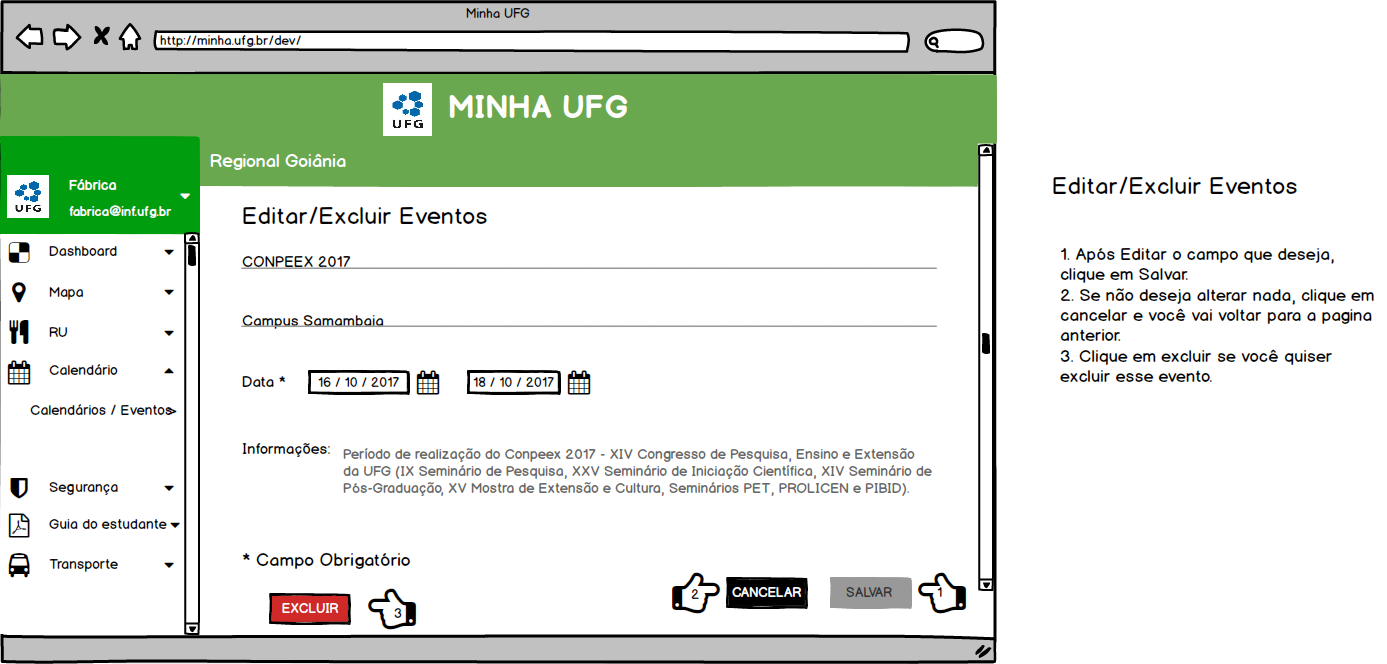 Minha UFG
http://minha.ufg.br/dev/
UFG
MINHA UFG
Regional Goiânia
UFG
Fábrica
fabrica@inf.ufg.br
Dashboard
Mapa
RU
Calendário
Calendários / Eventos>
Segurança
Guia do estudante
Transporte
Editar/Excluir Eventos
CONPEEX 2017
Campus Samambaia
Data * 16 / 10 / 2017 18 / 10 / 2017
Informações: Período de realização do Conpeex 2017 - XIV Congresso de Pesquisa, Ensino e Extensão
da UFG (IX Seminário de Pesquisa, XXV Seminário de Iniciação Científica, XIV Seminário de
Pós-Graduação, XV Mostra de Extensão e Cultura, Seminários PET, PROLICEN e PIBID).
* Campo Obrigatório
EXCLUIR 3 2 CANCELAR SALVAR 1
Editar/Excluir Eventos
1. Após Editar o campo que deseja,
clique em Salvar.
2. Se não deseja alterar nada, clique em
cancelar e você vai voltar para a pagina
anterior.
3. Clique em excluir se você quiser
excluir esse evento.